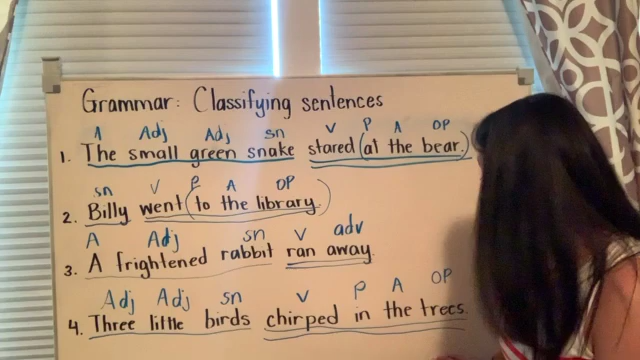 Grammar: Classifying sentences
A Adj Adj sn V P A OP
1. The small green snake stared (at the bear.)
sn V P A OP
2. Billy went (to the library.)
A Adj sn V adv
3. A frightened rabbit ran away.
Adj Adj sn V P A OP
4. Three little birds chirped in the trees.